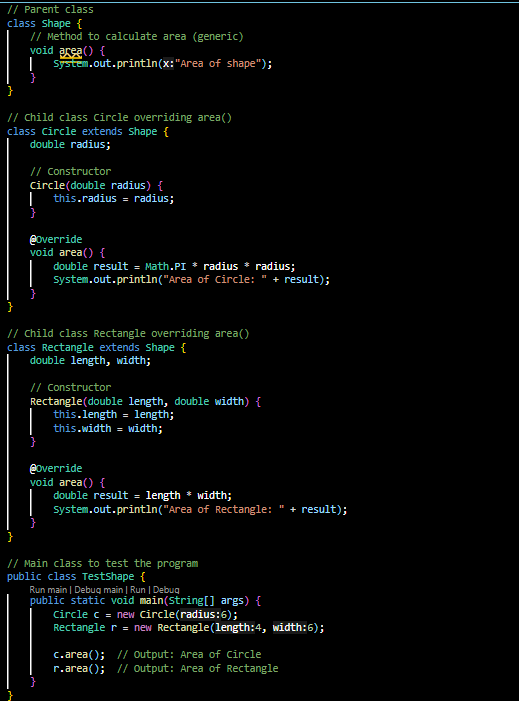 // Parent class
class Shape {
    // Method to calculate area (generic)
    void area() {
        System.out.println(x:"Area of shape");
    }
}

// Child class Circle overriding area()
class Circle extends Shape {
    double radius;

    // Constructor
    Circle(double radius) {
        this.radius = radius;
    }

    @Override
    void area() {
        double result = Math.PI * radius * radius;
        System.out.println("Area of Circle: " + result);
    }
}

// Child class Rectangle overriding area()
class Rectangle extends Shape {
    double length, width;

    // Constructor
    Rectangle(double length, double width) {
        this.length = length;
        this.width = width;
    }

    @Override
    void area() {
        double result = length * width;
        System.out.println("Area of Rectangle: " + result);
    }
}

// Main class to test the program
public class TestShape {
    Run main | Debug main | Run | Debug
    public static void main(String[] args) {
        Circle c = new Circle(radius:6);
        Rectangle r = new Rectangle(length:4, width:6);

        c.area();  // Output: Area of Circle
        r.area();  // Output: Area of Rectangle
    }
}